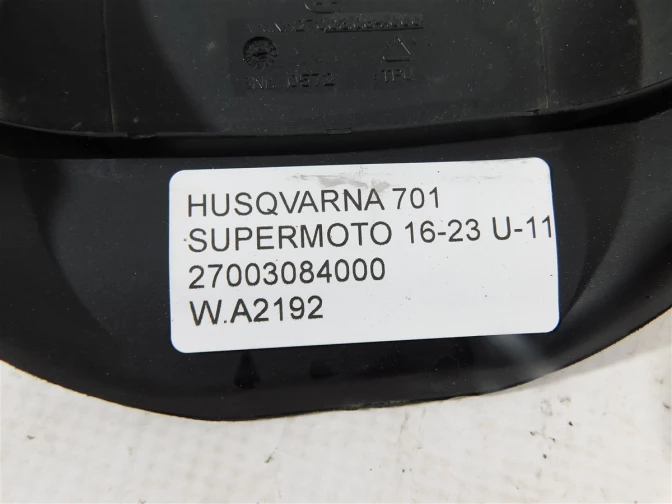 HUSQVARNA 701
SUPERMOTO 16-23 U-11
27003084000
W.A2192